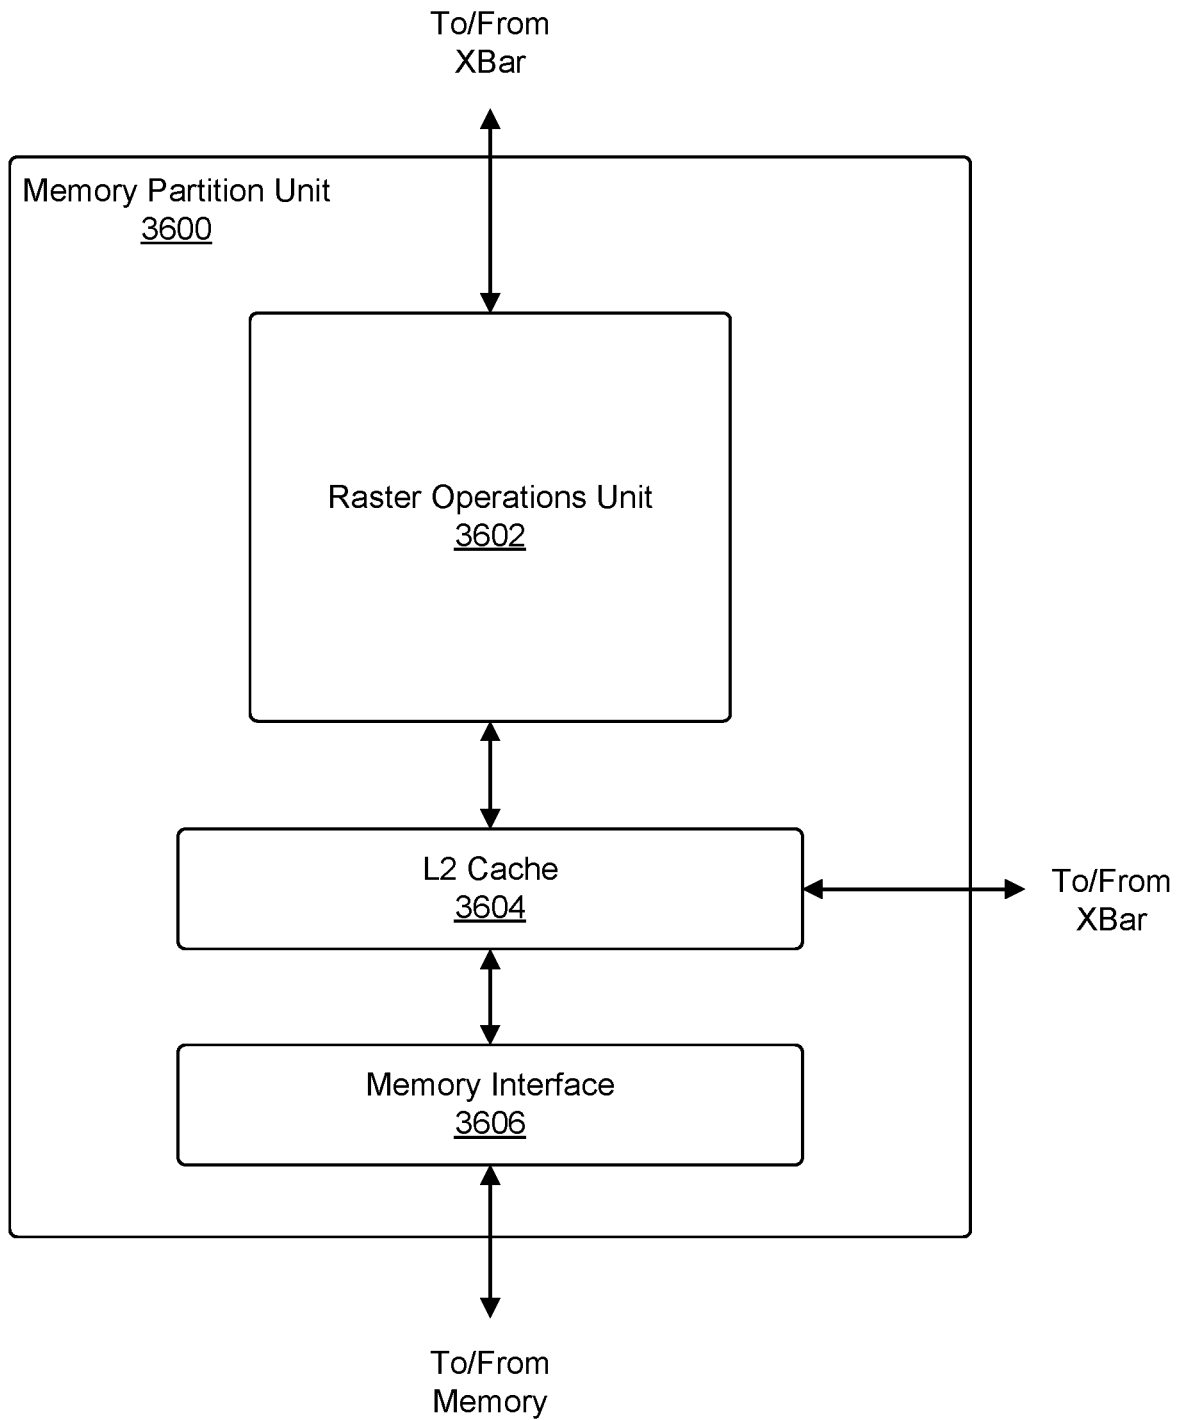 To/From
XBar
Memory Partition Unit
3600
Raster Operations Unit
3602
L2 Cache
3604
To/From
XBar
Memory Interface
3606
To/From
Memory